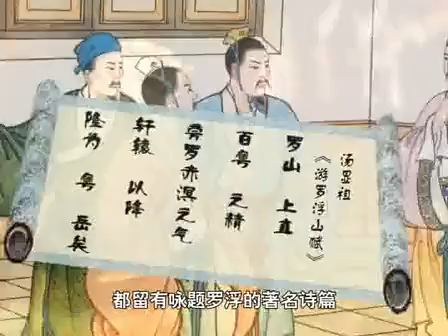 汤显祖
《游罗浮山赋》
罗山上直
百粤之精
旁罗赤溟之气
轩辕以降
隆为粤岳矣
都留有咏题罗浮的著名诗篇